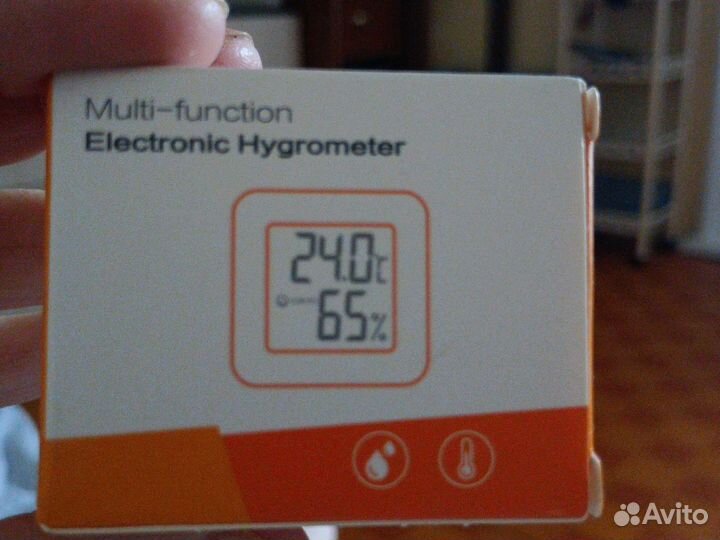 Multi-function
Electronic Hygrometer
24.0°C
65%
Avito